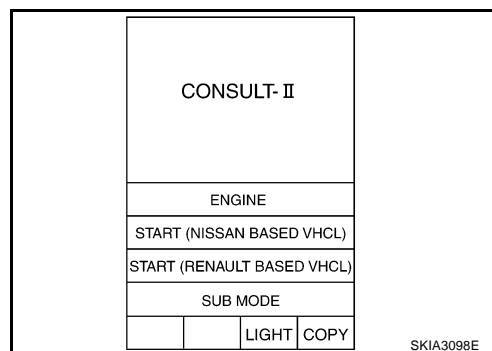 CONSULT-Ⅱ
ENGINE
START (NISSAN BASED VHCL)
START (RENAULT BASED VHCL)
SUB MODE
LIGHT COPY
SKIA3098E